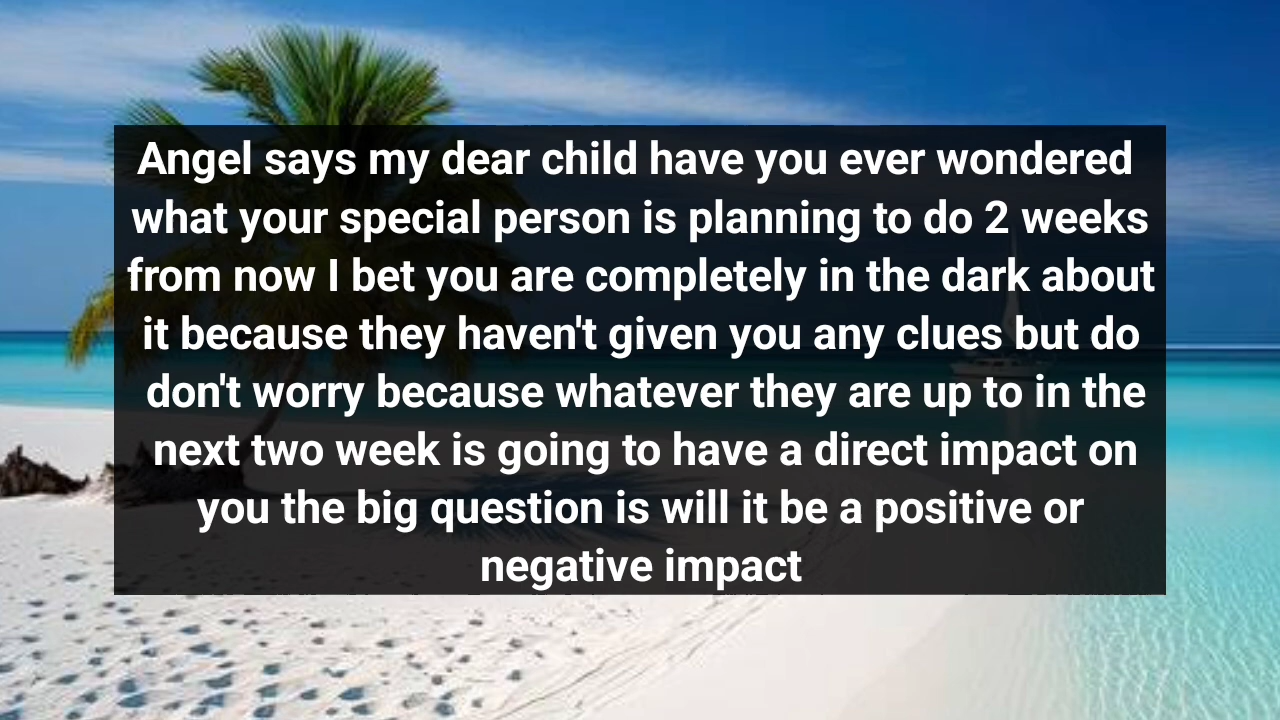 Angel says my dear child have you ever wondered
what your special person is planning to do 2 weeks
from now I bet you are completely in the dark about
it because they haven't given you any clues but do
don't worry because whatever they are up to in the
next two week is going to have a direct impact on
you the big question is will it be a positive or
negative impact